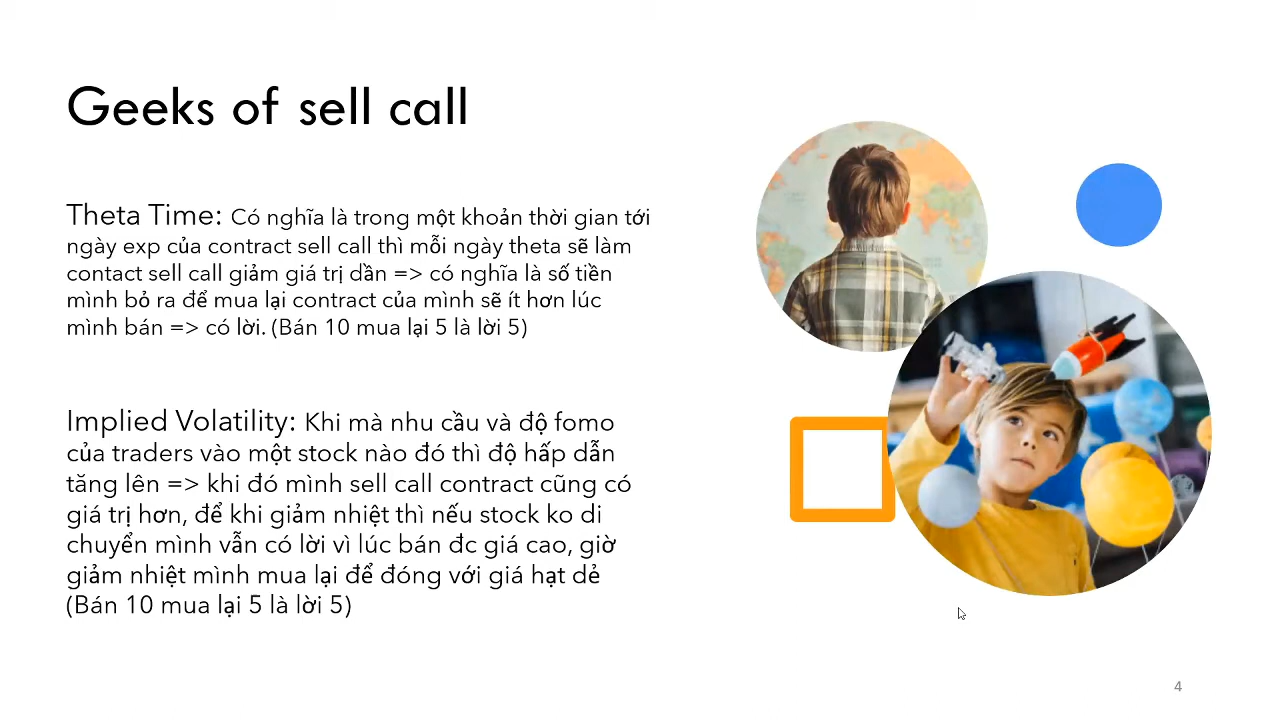 Geeks of sell call
Theta Time: Có nghĩa là trong một khoản thời gian tới
ngày exp của contract sell call thì mỗi ngày theta sẽ làm
contact sell call giảm giá trị dần => có nghĩa là số tiền
mình bỏ ra để mua lại contract của mình sẽ ít hơn lúc
mình bán => có lời. (Bán 10 mua lại 5 là lời 5)
Implied Volatility: Khi mà nhu cầu và độ fomo
của traders vào một stock nào đó thì độ hấp dẫn
tăng lên => khi đó mình sell call contract cũng có
giá trị hơn, để khi giảm nhiệt thì nếu stock ko di
chuyển mình vẫn có lời vì lúc bán đc giá cao, giờ
giảm nhiệt mình mua lại để đóng với giá hạt dẻ
(Bán 10 mua lại 5 là lời 5)
4